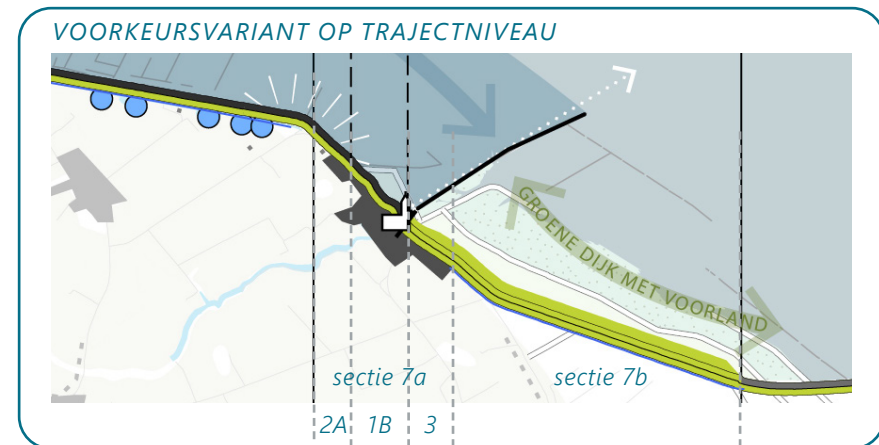 VOORKEURSVARIANT OP TRAJECTNIVEAU
GROENE DIJK MET VOORLAND
sectie 7a
sectie 7b
2A
1B
3